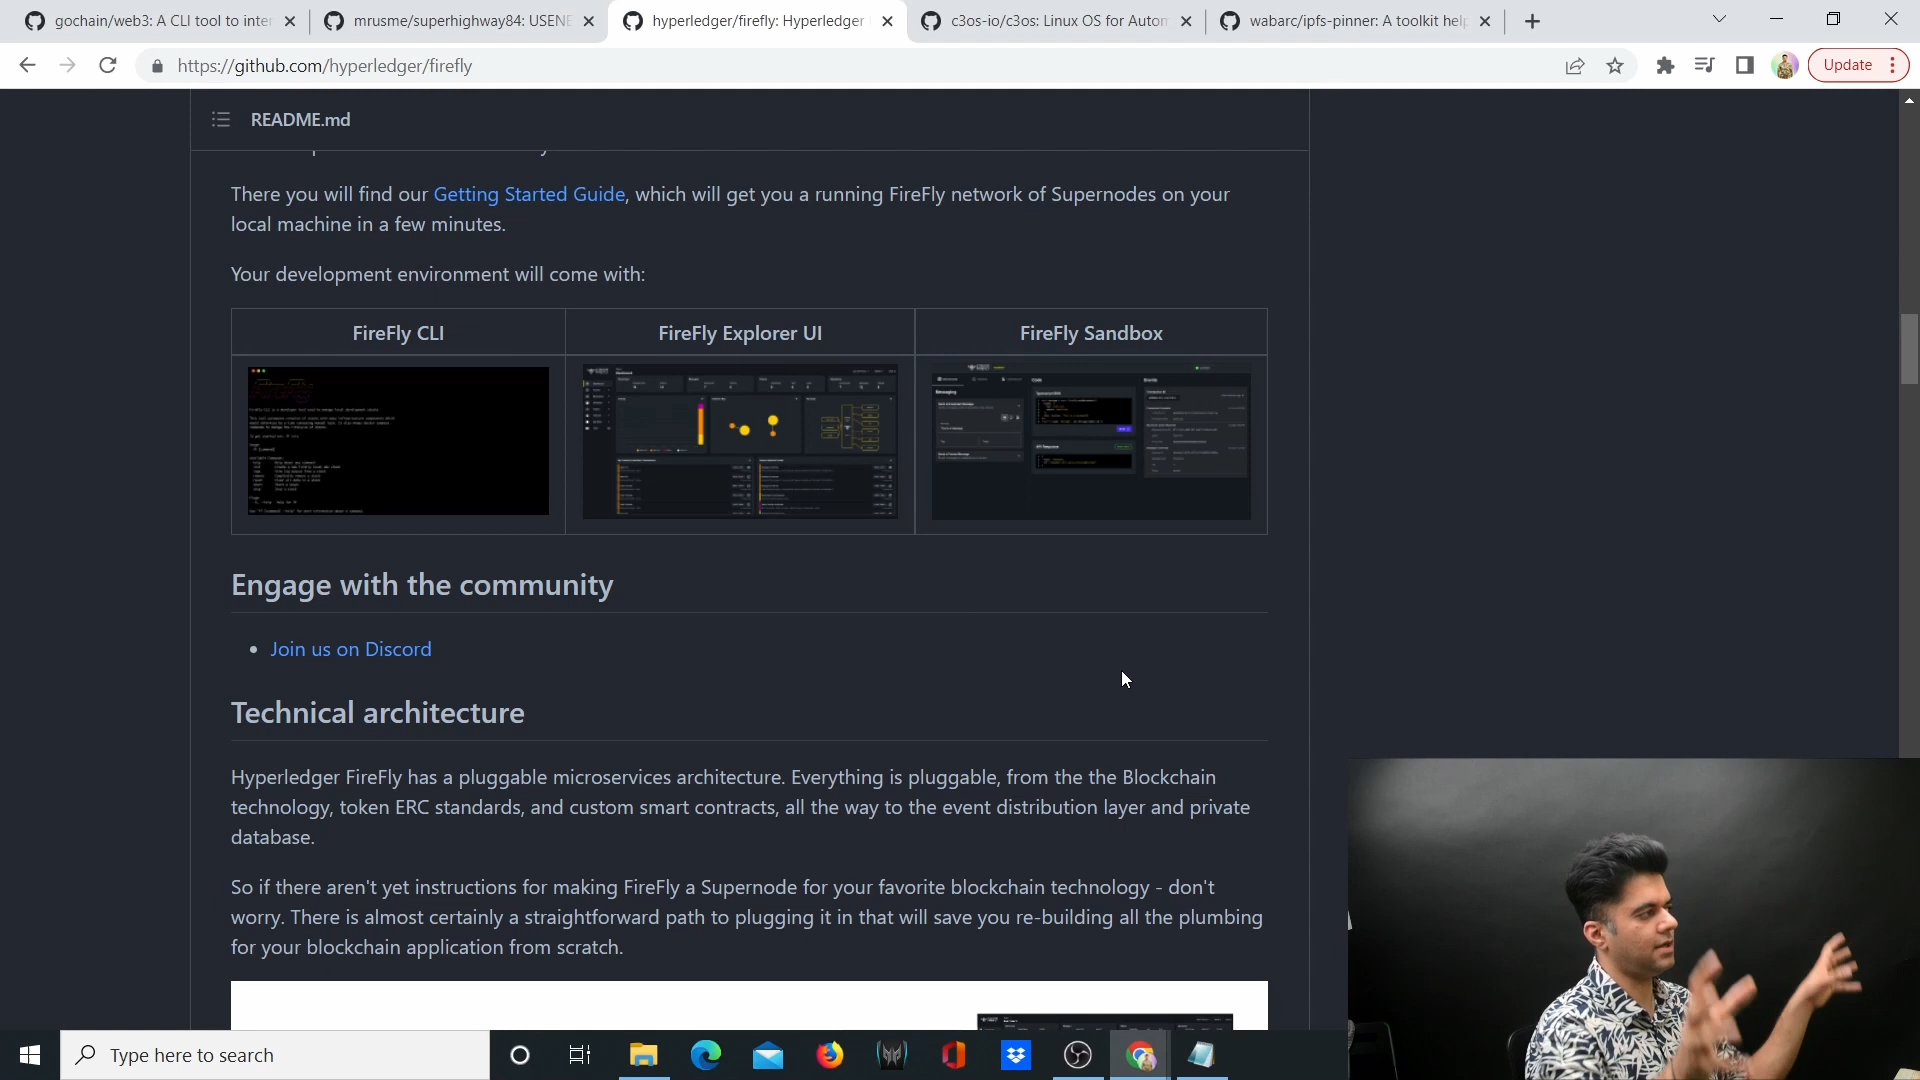 gochain/web3: A CLI tool to inter
mrusme/superhighway84: USENE
hyperledger/firefly: Hyperledger
c3os-io/c3os: Linux OS for Autom
wabarc/ipfs-pinner: A toolkit help
https://github.com/hyperledger/firefly
Update
README.md
There you will find our Getting Started Guide, which will get you a running FireFly network of Supernodes on your
local machine in a few minutes.
Your development environment will come with:
FireFly CLI
FireFly Explorer UI
FireFly Sandbox
Engage with the community
Join us on Discord
Technical architecture
Hyperledger FireFly has a pluggable microservices architecture. Everything is pluggable, from the the Blockchain
technology, token ERC standards, and custom smart contracts, all the way to the event distribution layer and private
database.
So if there aren't yet instructions for making FireFly a Supernode for your favorite blockchain technology - don't
worry. There is almost certainly a straightforward path to plugging it in that will save you re-building all the plumbing
for your blockchain application from scratch.
Type here to search